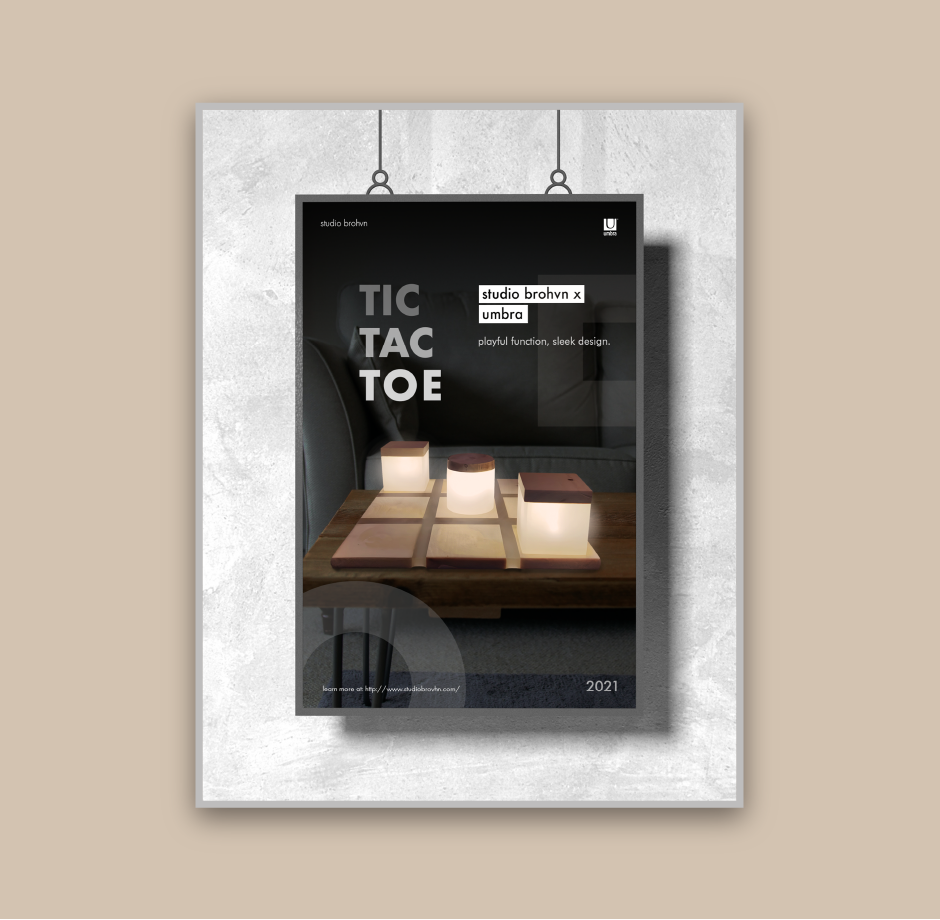 studio brohvn
umbra
TIC
TAC
TOE
studio brohvn x
umbra
playful function, sleek design.
learn more at: http://www.studiobrovhn.com/
2021